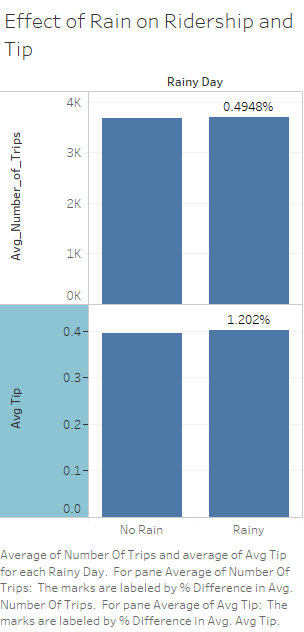 Effect of Rain on Ridership and
Tip
Rainy Day
Avg_Number_of_Trips
4K
3K
2K
1K
0K
0.4948%
Avg Tip
0.4
0.3
0.2
0.1
0.0
1.202%
No Rain
Rainy
Average of Number Of Trips and average of Avg Tip
for each Rainy Day.  For pane Average of Number Of
Trips:  The marks are labeled by % Difference in Avg.
Number Of Trips.  For pane Average of Avg Tip:  The
marks are labeled by % Difference in Avg. Avg Tip.